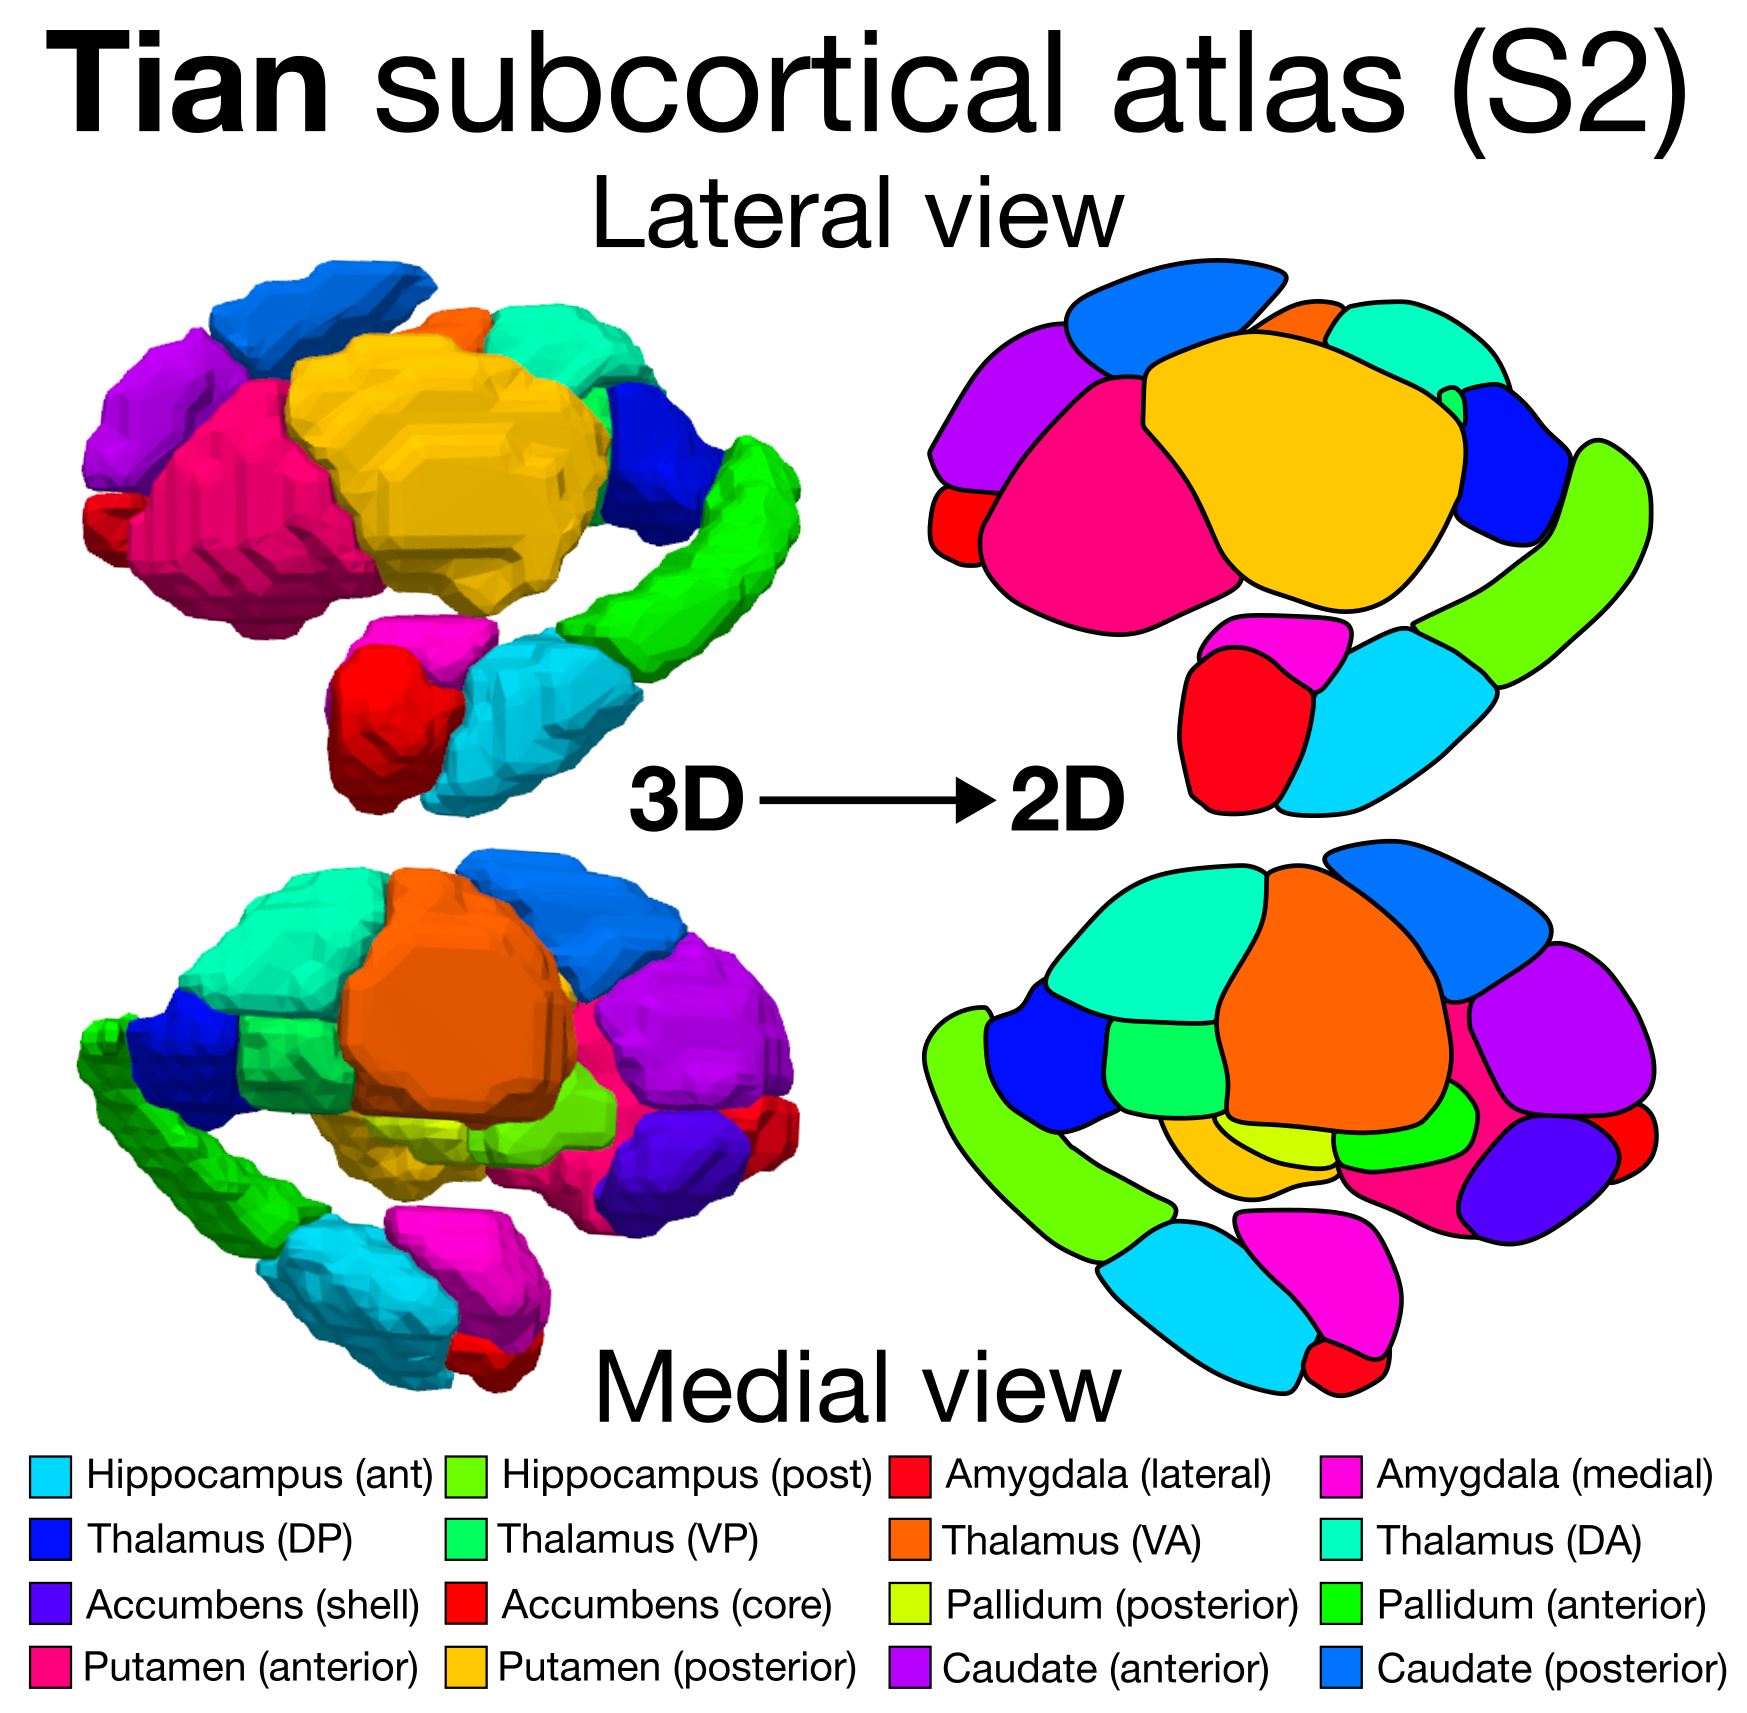 Tian subcortical atlas (S2)
Lateral view
3D 2D
Medial view
Hippocampus (ant) Hippocampus (post) Amygdala (lateral) Amygdala (medial)
Thalamus (DP) Thalamus (VP) Thalamus (VA) Thalamus (DA)
Accumbens (shell) Accumbens (core) Pallidum (posterior) Pallidum (anterior)
Putamen (anterior) Putamen (posterior) Caudate (anterior) Caudate (posterior)